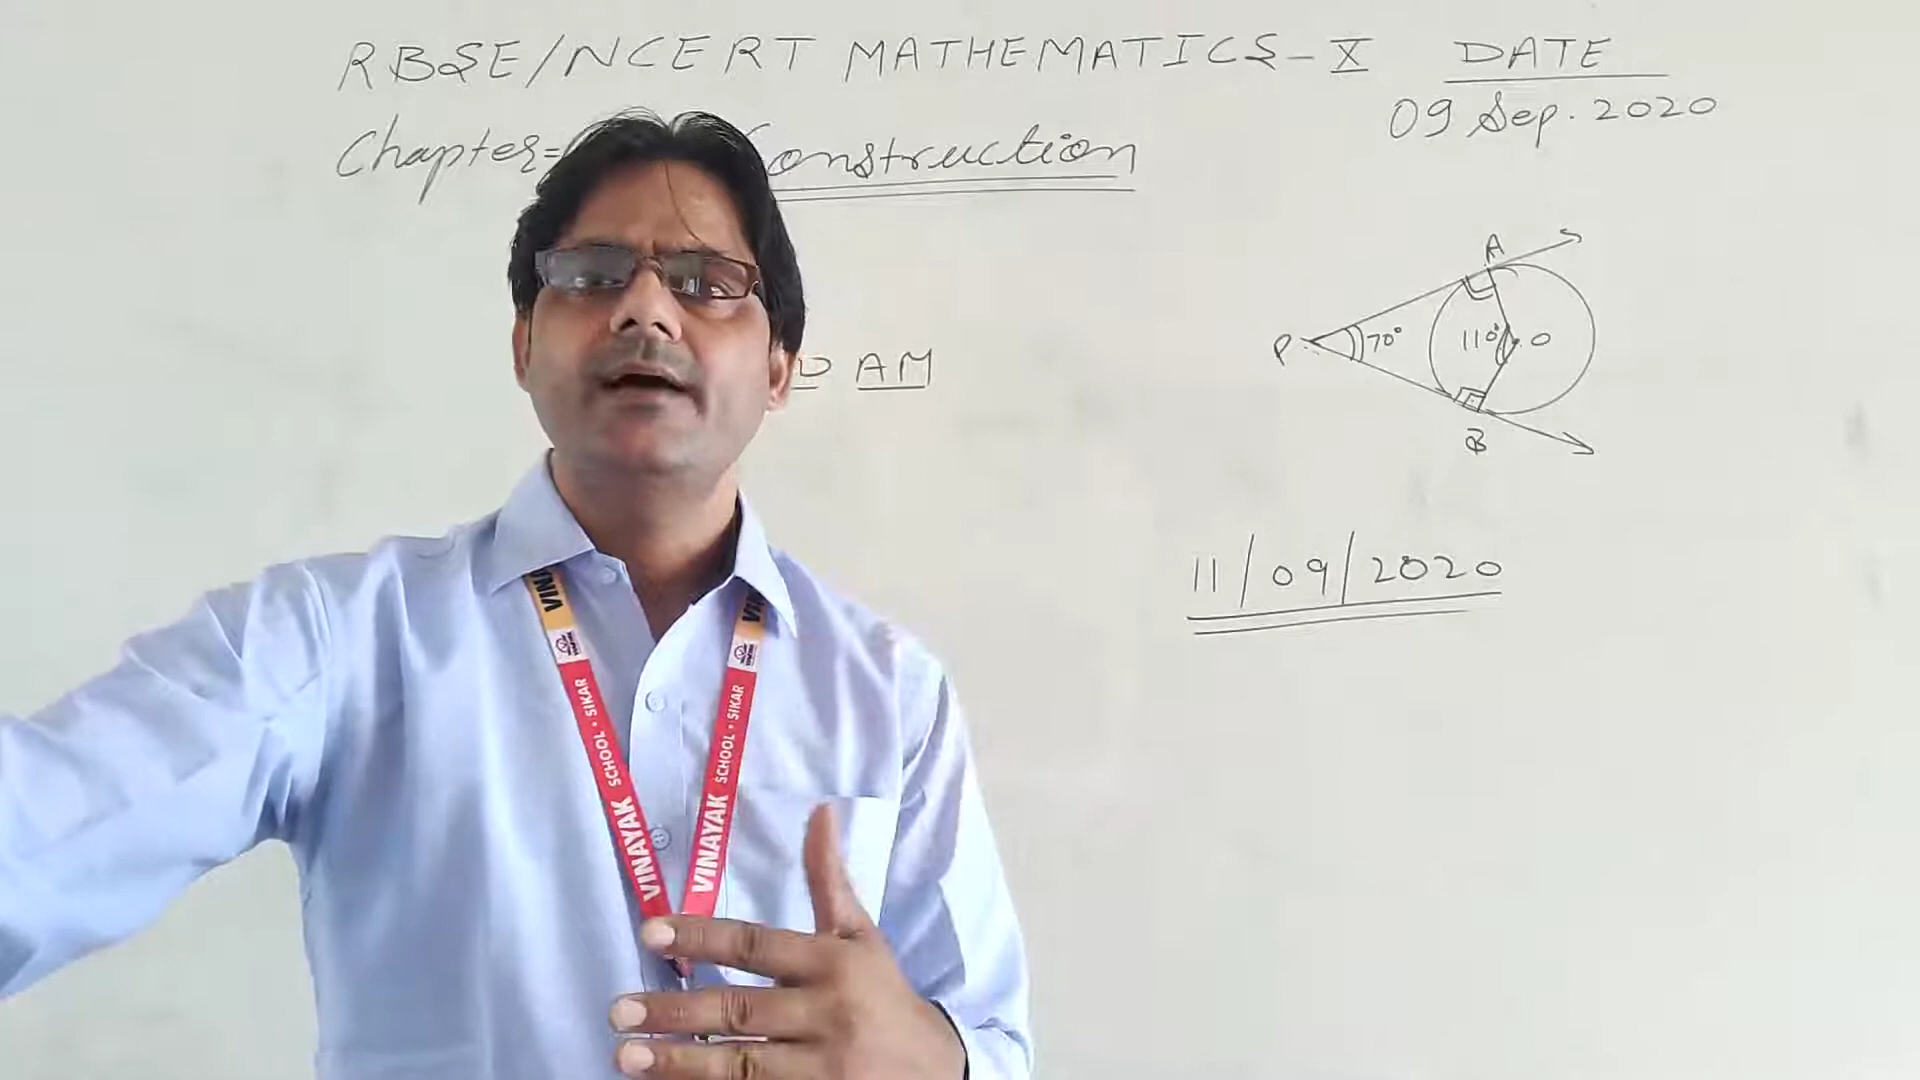 RBSE/NCERT MATHEMATICS-X DATE
09 Sep. 2020
Chapter= Construction
A
P 70° 110° O
B
AM
11/09/2020
VINAYAK SCHOOL • SIKAR
VINAYAK SCHOOL • SIKAR